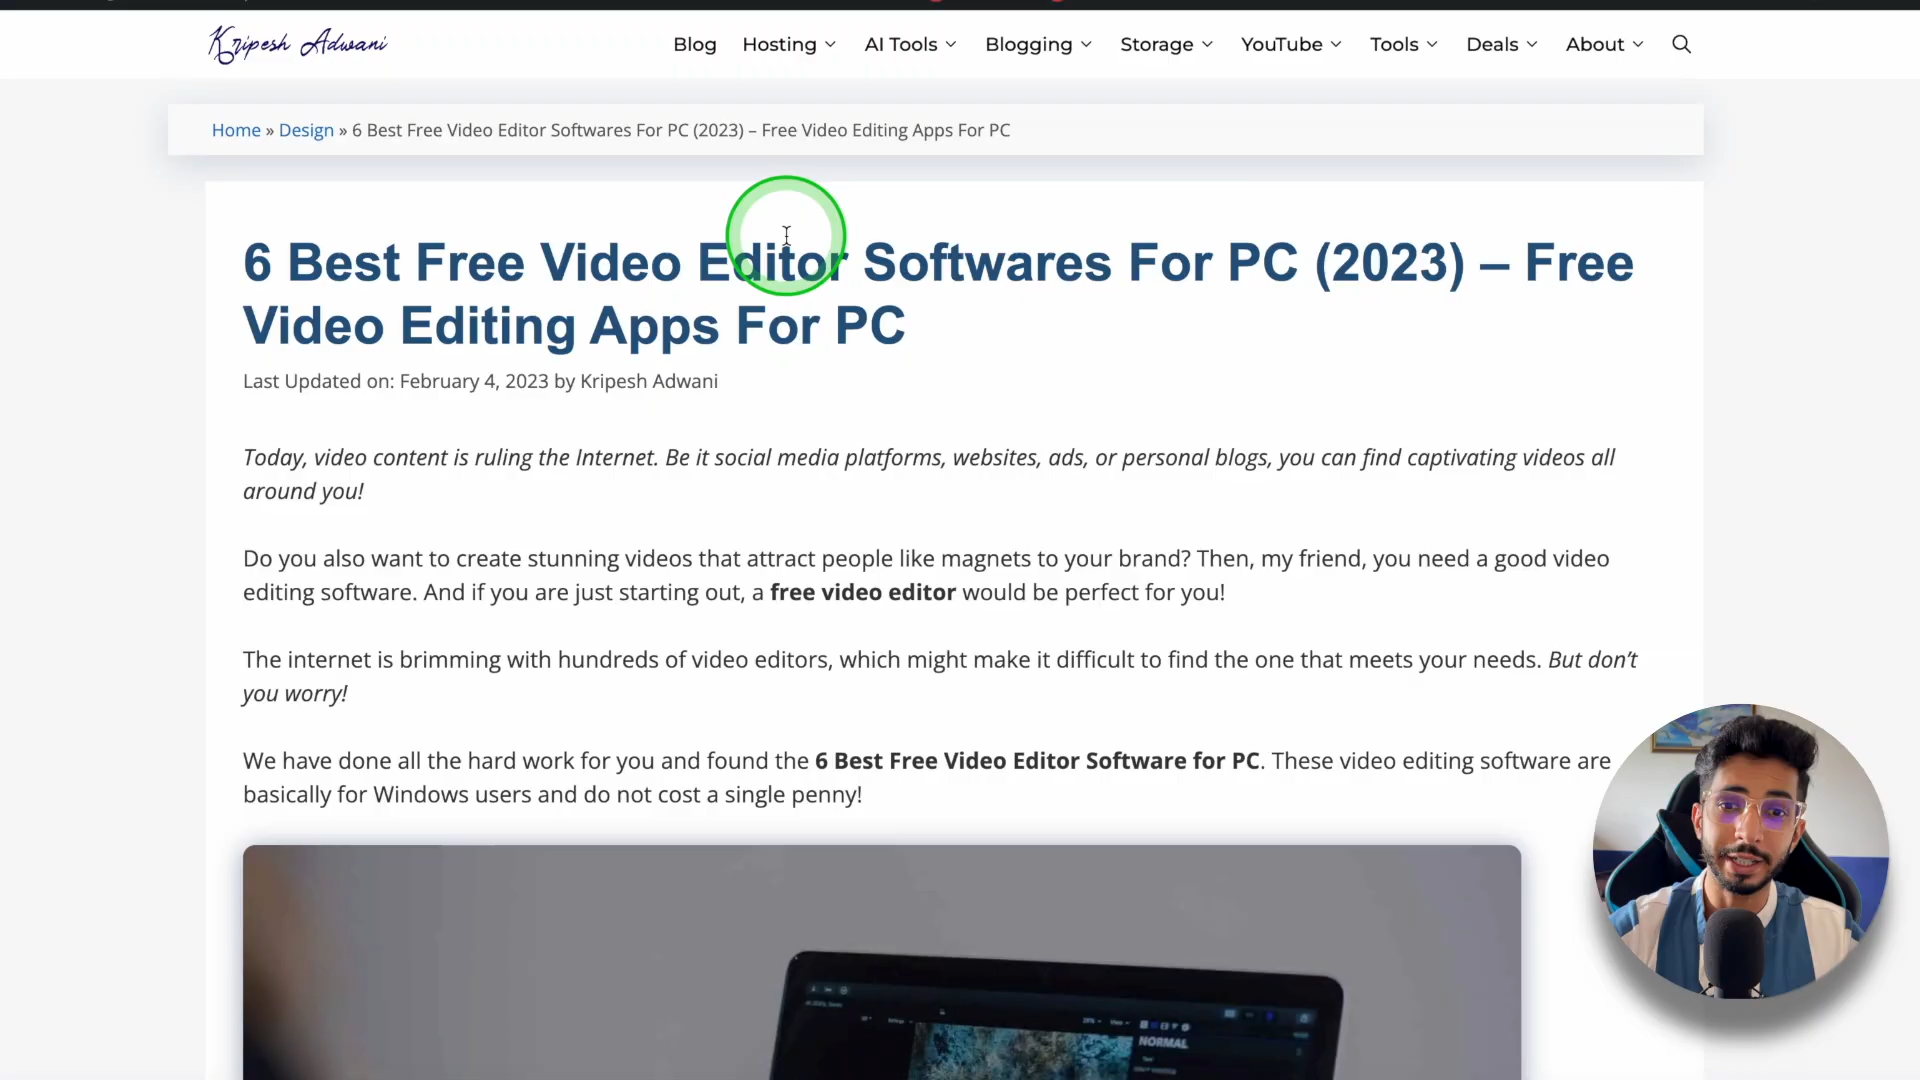 Kripesh Adwani
Blog Hosting AI Tools Blogging Storage YouTube Tools Deals About
Home » Design » 6 Best Free Video Editor Softwares For PC (2023) – Free Video Editing Apps For PC
6 Best Free Video Editor Softwares For PC (2023) – Free
Video Editing Apps For PC
Last Updated on: February 4, 2023 by Kripesh Adwani
Today, video content is ruling the Internet. Be it social media platforms, websites, ads, or personal blogs, you can find captivating videos all
around you!
Do you also want to create stunning videos that attract people like magnets to your brand? Then, my friend, you need a good video
editing software. And if you are just starting out, a free video editor would be perfect for you!
The internet is brimming with hundreds of video editors, which might make it difficult to find the one that meets your needs. But don’t
you worry!
We have done all the hard work for you and found the 6 Best Free Video Editor Software for PC. These video editing software are
basically for Windows users and do not cost a single penny!
NORMAL